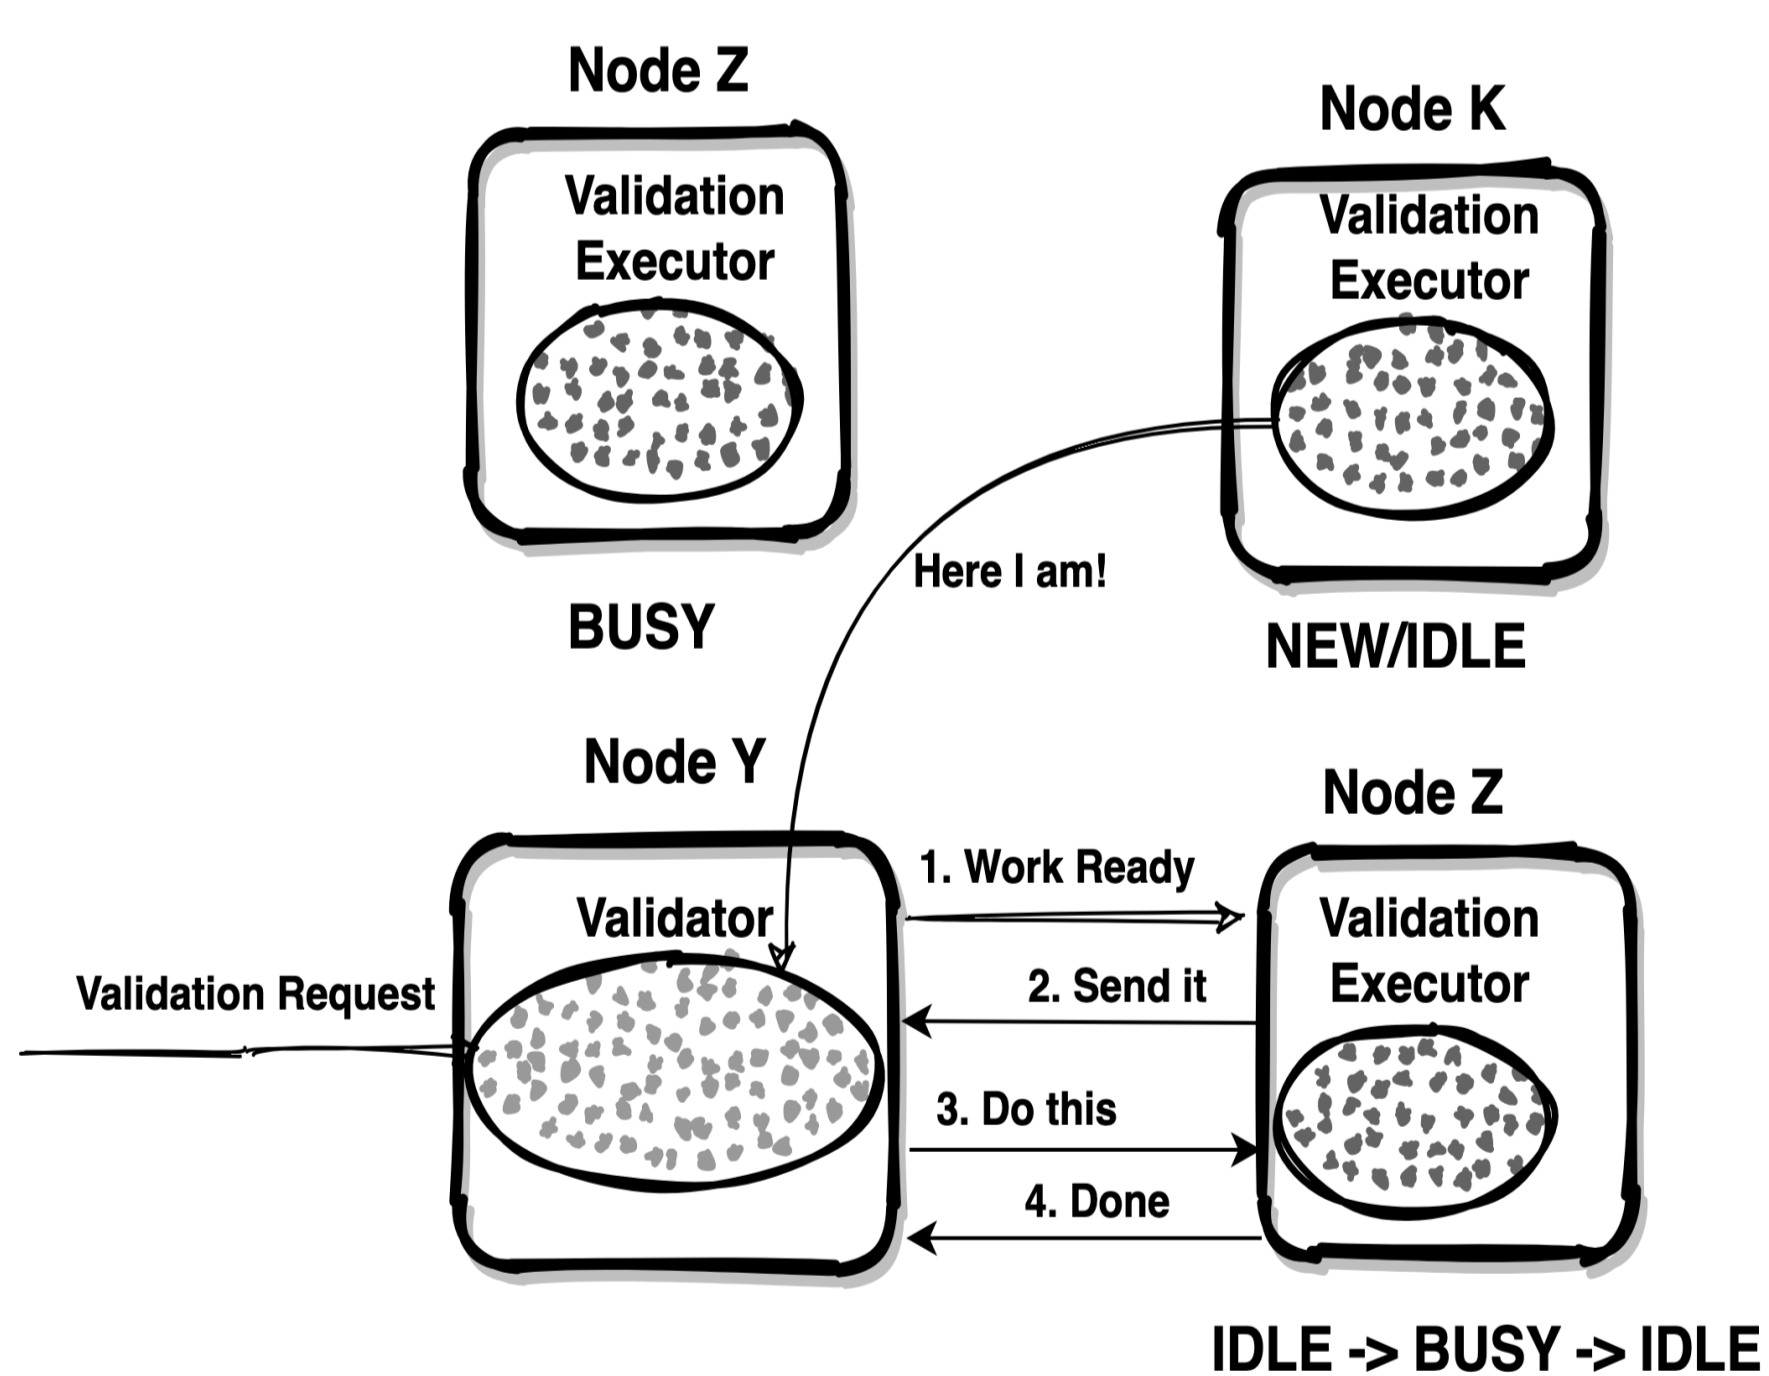 Node Z
Validation
Executor
BUSY
Node K
Validation
Executor
NEW/IDLE
Here I am!
Node Y
Validator
Validation Request
1. Work Ready
2. Send it
3. Do this
4. Done
Node Z
Validation
Executor
IDLE -> BUSY -> IDLE